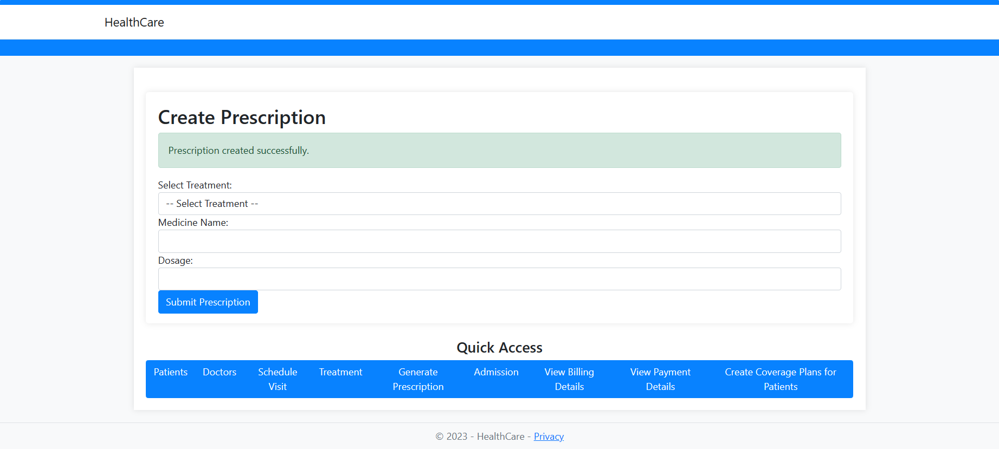 HealthCare
Create Prescription
Prescription created successfully.
Select Treatment:
-- Select Treatment --
Medicine Name:
Dosage:
Submit Prescription
Quick Access
Patients
Doctors
Schedule
Visit
Treatment
Generate
Prescription
Admission
View Billing
Details
View Payment
Details
Create Coverage Plans for
Patients
© 2023 - HealthCare - Privacy